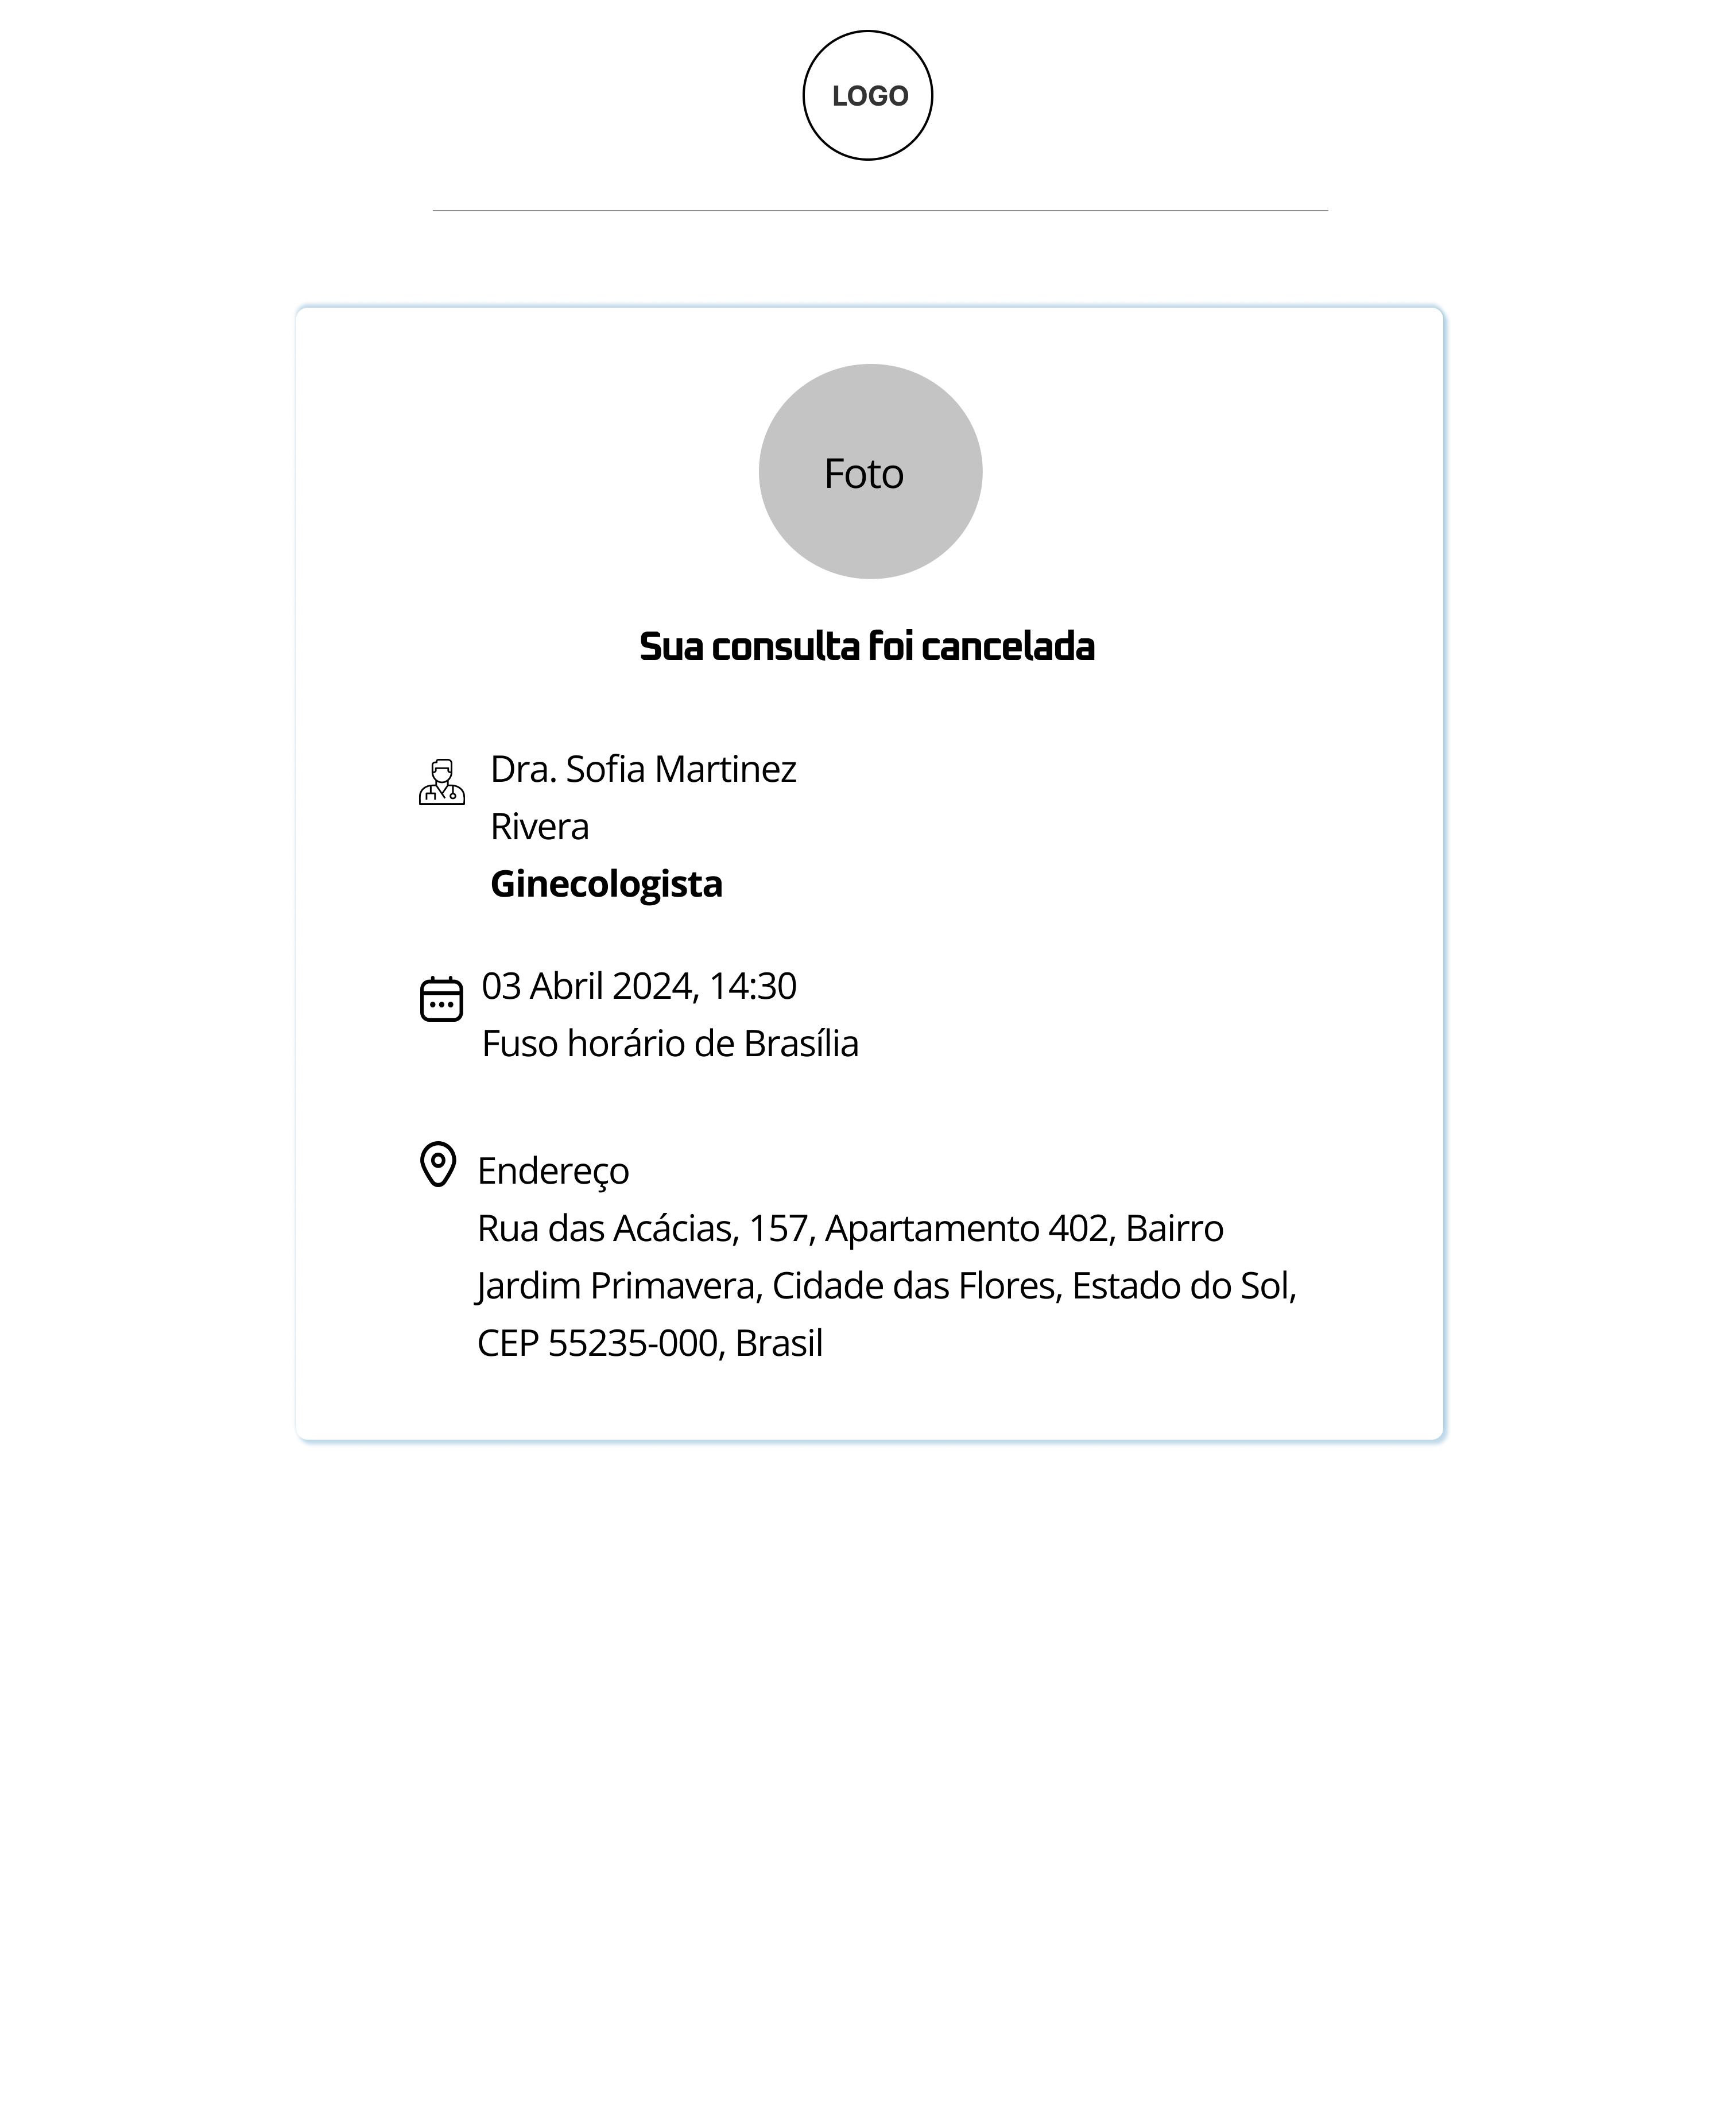 LOGO
Foto
Sua consulta foi cancelada
Dra. Sofia Martinez
Rivera
Ginecologista
03 Abril 2024, 14:30
Fuso horário de Brasília
Endereço
Rua das Acácias, 157, Apartamento 402, Bairro
Jardim Primavera, Cidade das Flores, Estado do Sol,
CEP 55235-000, Brasil